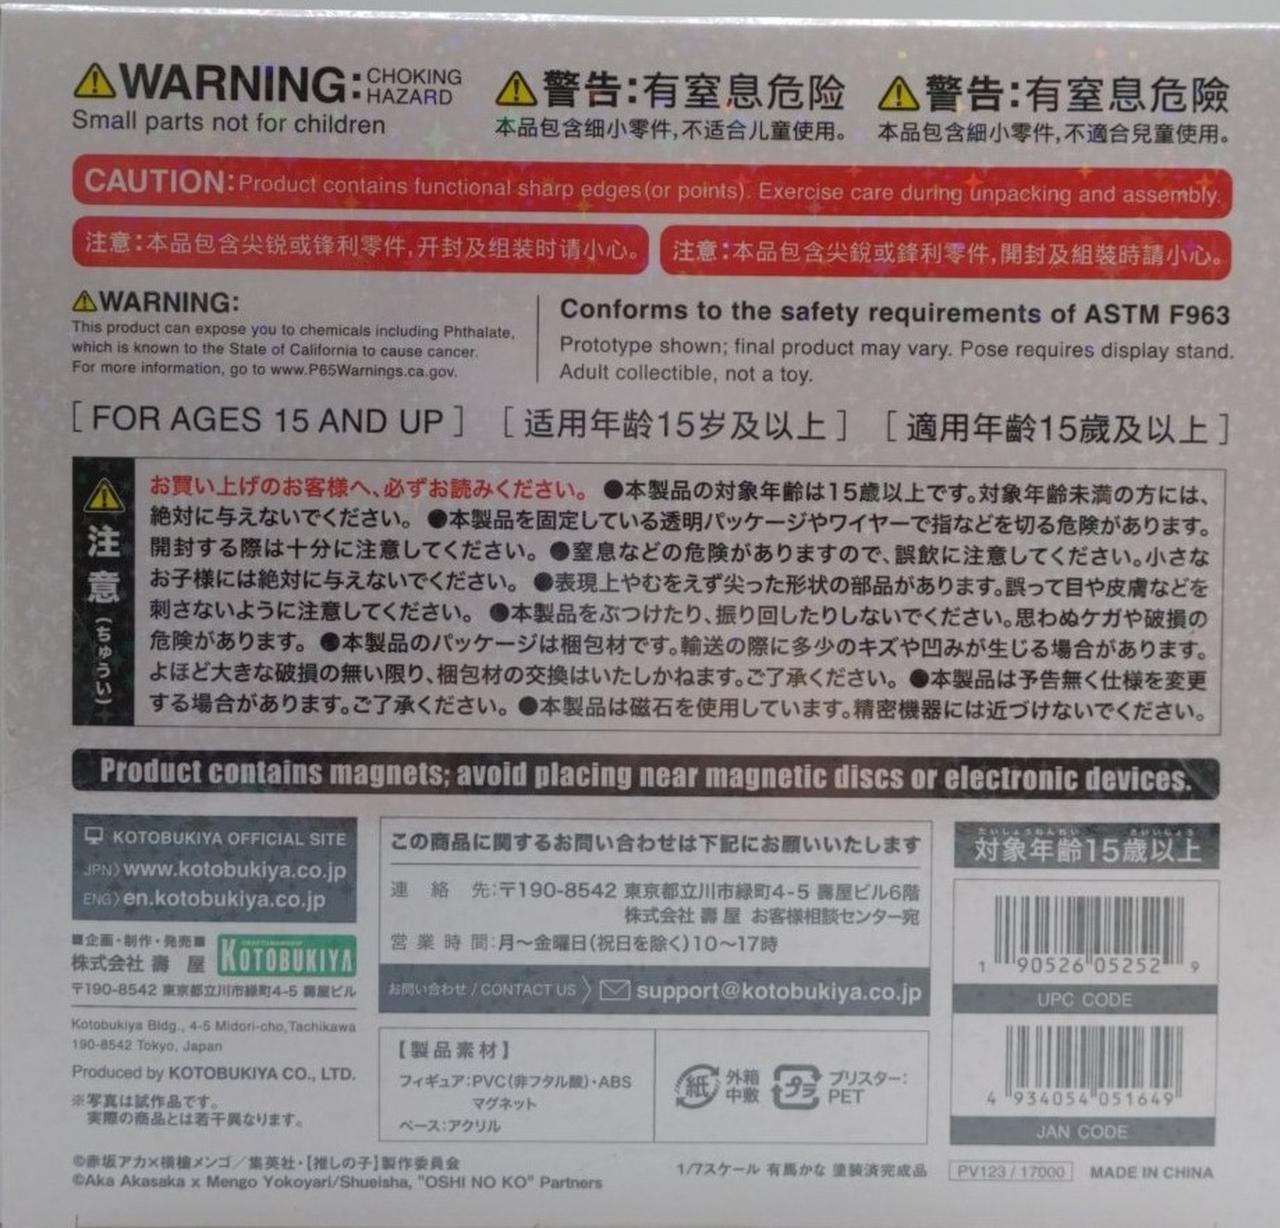 ⚠WARNING: CHOKING HAZARD
Small parts not for children
⚠警告:有窒息危险
本品包含细小零件,不适合儿童使用。
⚠警告:有窒息危險
本品包含細小零件,不適合兒童使用。
CAUTION:Product contains functional sharp edges(or points). Exercise care during unpacking and assembly.
注意:本品包含尖锐或锋利零件,开封及组装时请小心。
注意:本品包含尖銳或鋒利零件,開封及組裝時請小心。
⚠WARNING:
This product can expose you to chemicals including Phthalate,
which is known to the State of California to cause cancer.
For more information, go to www.P65Warnings.ca.gov.
Conforms to the safety requirements of ASTM F963
Prototype shown; final product may vary. Pose requires display stand.
Adult collectible, not a toy.
[ FOR AGES 15 AND UP ] [ 适用年龄15岁及以上 ] [ 適用年齡15歲及以上 ]
⚠注意(ちゅうい)
お買い上げのお客様へ、必ずお読みください。 ●本製品の対象年齢は15歳以上です。対象年齢未満の方には、
絶対に与えないでください。 ●本製品を固定している透明パッケージやワイヤーで指などを切る危険があります。
開封する際は十分に注意してください。 ●窒息などの危険がありますので、誤飲に注意してください。小さな
お子様には絶対に与えないでください。 ●表現上やむをえず尖った形状の部品があります。誤って目や皮膚などを
刺さないように注意してください。 ●本製品をぶつけたり、振り回したりしないでください。思わぬケガや破損の
危険があります。 ●本製品のパッケージは梱包材です。輸送の際に多少のキズや凹みが生じる場合があります。
よほど大きな破損の無い限り、梱包材の交換はいたしかねます。ご了承ください。 ●本製品は予告無く仕様を変更
する場合があります。ご了承ください。 ●本製品は磁石を使用しています。精密機器には近づけないでください。
Product contains magnets; avoid placing near magnetic discs or electronic devices.
KOTOBUKIYA OFFICIAL SITE
JPN〉www.kotobukiya.co.jp
ENG〉en.kotobukiya.co.jp
■企画・制作・発売■
株式会社 壽 屋
CRAFTSMANSHIP
KOTOBUKIYA
〒190-8542 東京都立川市緑町4-5 壽屋ビル
Kotobukiya Bldg., 4-5 Midori-cho,Tachikawa
190-8542 Tokyo, Japan
Produced by KOTOBUKIYA CO., LTD.
※写真は試作品です。
実際の商品とは若干異なります。
この商品に関するお問い合わせは下記にお願いいたします
連 絡 先:〒190-8542 東京都立川市緑町4-5 壽屋ビル6階
株式会社 壽 屋 お客様相談センター宛
営 業 時 間:月〜金曜日(祝日を除く)10〜17時
お問い合わせ / CONTACT US 〉 support@kotobukiya.co.jp
【製品素材】
フィギュア:PVC(非フタル酸)・ABS
マグネット
ベース:アクリル
紙 外箱
中敷
プラ ブリスター:
PET
たいしょうねんれい さいいじょう
対象年齢15歳以上
1 90526 05252 9
UPC CODE
4 934054 051649
JAN CODE
©赤坂アカ×横槍メンゴ/集英社・【推しの子】製作委員会
©Aka Akasaka x Mengo Yokoyari/Shueisha, "OSHI NO KO" Partners
1/7スケール 有馬かな 塗装済完成品
PV123 / 17000
MADE IN CHINA